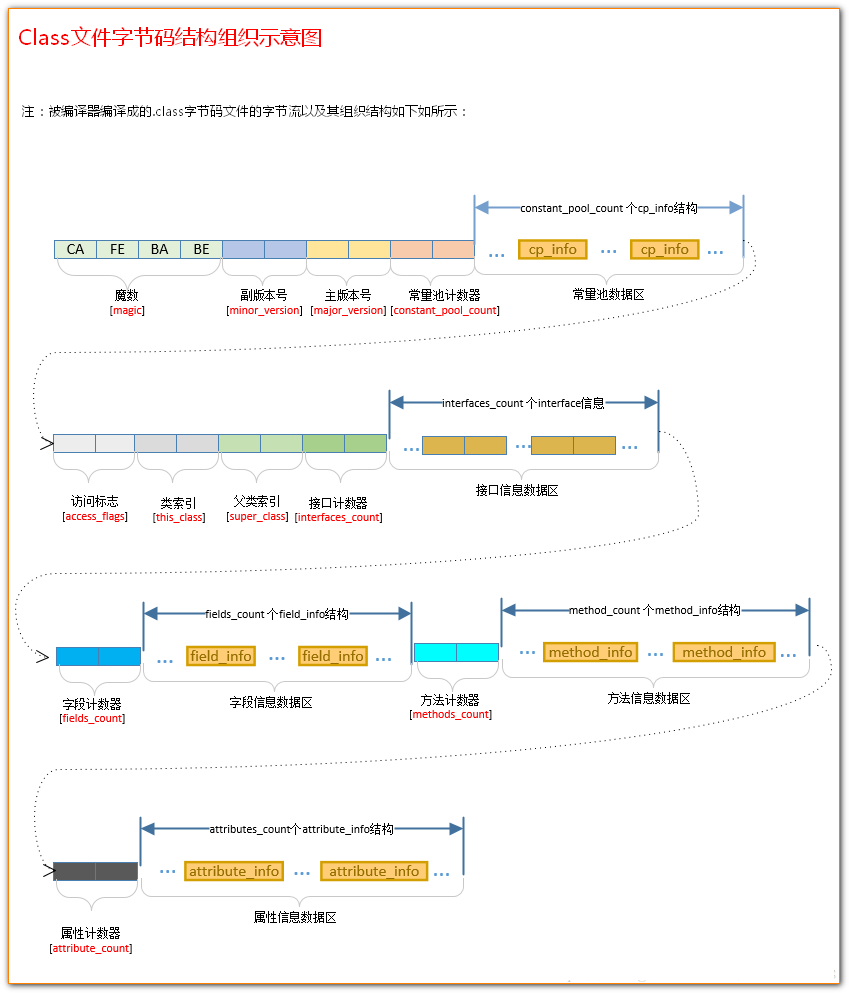 Class文件字节码结构组织示意图
注：被编译器编译成的.class字节码文件的字节流以及其组织结构如下如所示：
constant_pool_count 个cp_info结构
CA FE BA BE ... cp_info ... cp_info ...
魔数 副版本号 主版本号 常量池计数器 常量池数据区
[magic] [minor_version] [major_version] [constant_pool_count]
interfaces_count 个interface信息
... ... ...
访问标志 类索引 父类索引 接口计数器 接口信息数据区
[access_flags] [this_class] [super_class] [interfaces_count]
fields_count 个field_info结构 method_count 个method_info结构
... field_info ... field_info ... ... method_info ... method_info ...
字段计数器 字段信息数据区 方法计数器 方法信息数据区
[fields_count] [methods_count]
attributes_count个attribute_info结构
... attribute_info ... attribute_info ...
属性计数器 属性信息数据区
[attribute_count]